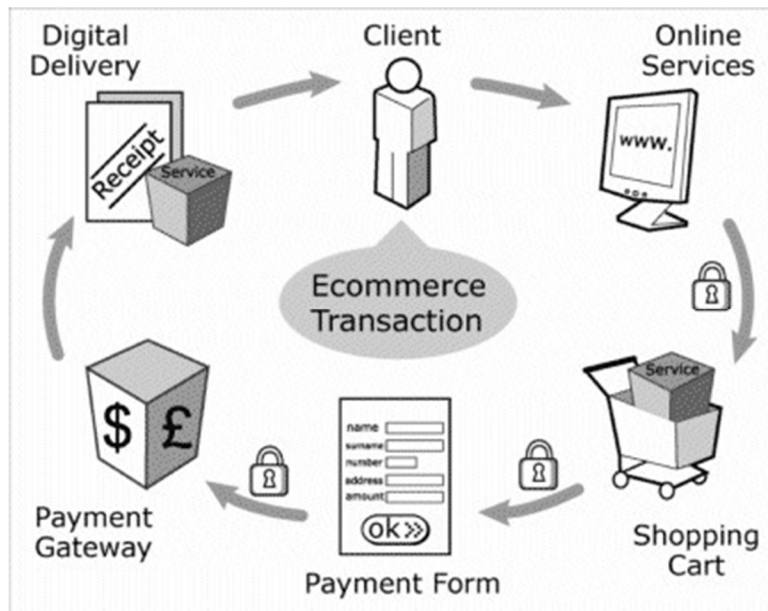 Digital
Delivery
Client
Online
Services
Receipt
Service
www.
Ecommerce
Transaction
Service
Shopping
Cart
name
surname
number
address
amount
ok »
Payment Form
$ £
Payment
Gateway